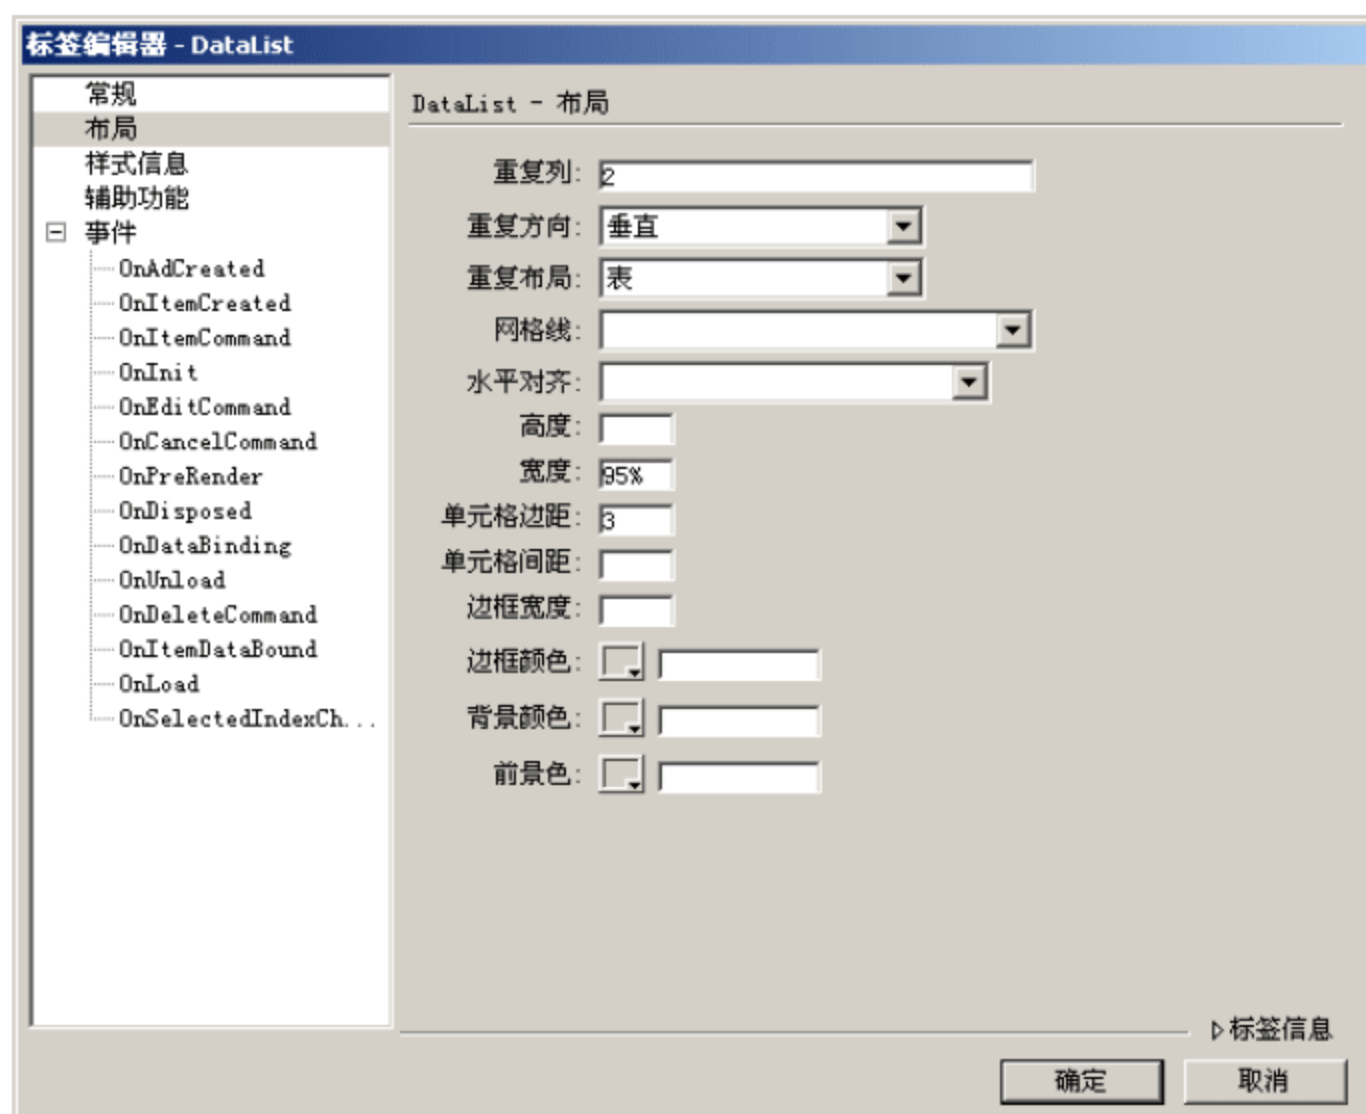 标签编辑器 - DataList
常规
布局
样式信息
辅助功能
事件
OnAdCreated
OnItemCreated
OnItemCommand
OnInit
OnEditCommand
OnCancelCommand
OnPreRender
OnDisposed
OnDataBinding
OnUnload
OnDeleteCommand
OnItemDataBound
OnLoad
OnSelectedIndexCh...
DataList - 布局
重复列: 2
重复方向: 垂直
重复布局: 表
网格线:
水平对齐:
高度:
宽度: 95%
单元格边距: 3
单元格间距:
边框宽度:
边框颜色:
背景颜色:
前景色:
标签信息
确定
取消